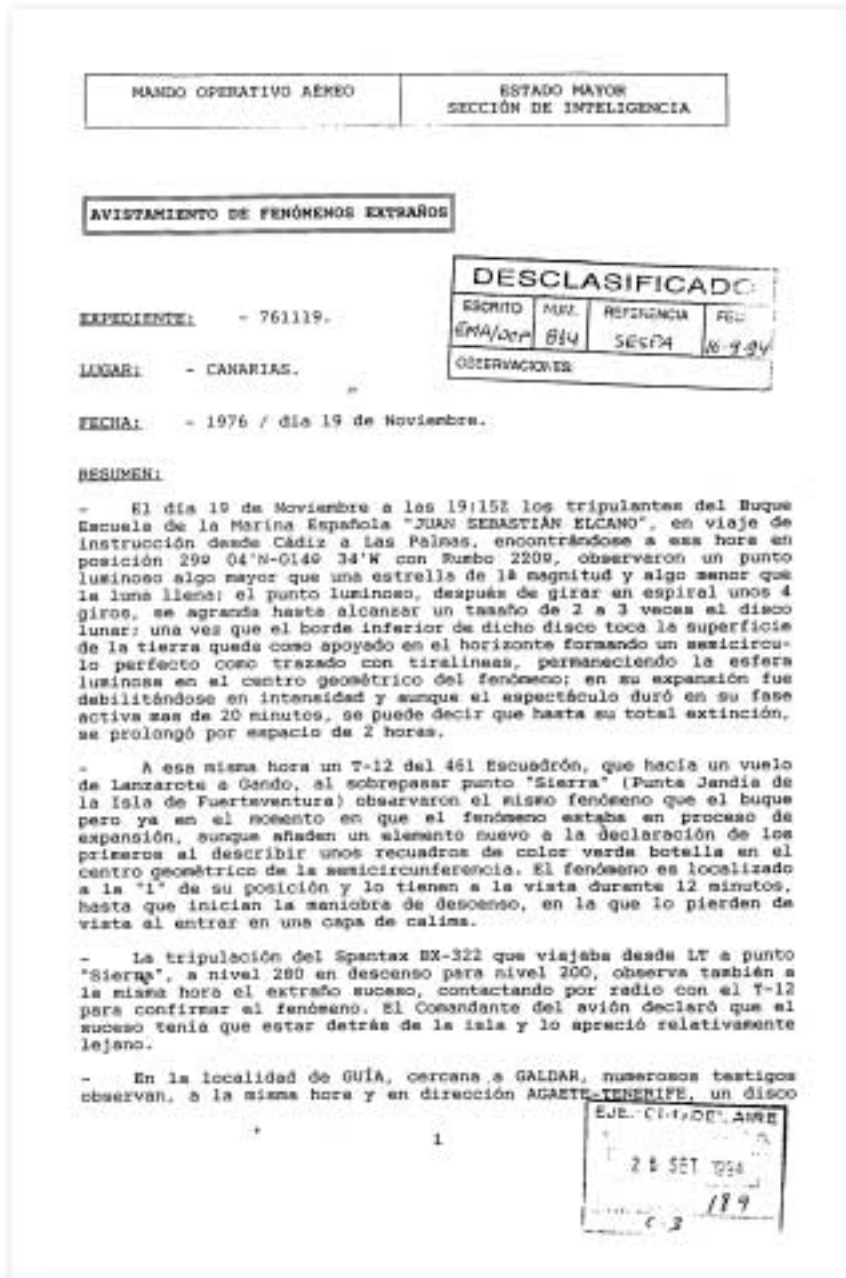 MANDO OPERATIVO AÉREO
ESTADO MAYOR
SECCIÓN DE INTELIGENCIA
AVISTAMIENTO DE FENÓMENOS EXTRAÑOS
DESCLASIFICADO
ESCRITO NUM. REFERENCIA
EMA/DOP 814 SESPA 16-9-94
OBSERVACIONES
EXPEDIENTE: - 761119.
LUGAR: - CANARIAS.
FECHA: - 1976 / día 19 de Noviembre.
RESUMEN:
- El día 19 de Noviembre a las 19:15Z los tripulantes del Buque
Escuela de la Marina Española "JUAN SEBASTIÁN ELCANO", en viaje de
instrucción desde Cádiz a Las Palmas, encontrándose a esa hora en
posición 29º 04'N-014º 34'W con Rumbo 220º, observaron un punto
luminoso algo mayor que una estrella de 1ª magnitud y algo menor que
la luna llena; el punto luminoso, después de girar en espiral unos 4
giros, se agranda hasta alcanzar un tamaño de 2 a 3 veces el disco
lunar; una vez que el borde inferior de dicho disco toca la superficie
de la tierra queda como apoyado en el horizonte formando un semicircu-
lo perfecto como trazado con tiralíneas, permaneciendo la esfera
luminosa en el centro geométrico del fenómeno; en su expansión fue
debilitándose en intensidad y aunque el espectáculo duró en su fase
activa mas de 20 minutos, se puede decir que hasta su total extinción,
se prolongó por espacio de 2 horas.
- A esa misma hora un T-12 del 461 Escuadrón, que hacía un vuelo
de Lanzarote a Gando, al sobrepasar punto "Sierra" (Punta Jandía de
la Isla de Fuerteventura) observaron el mismo fenómeno que el buque
pero ya en el momento en que el fenómeno estaba en proceso de
expansión, aunque añaden un elemento nuevo a la declaración de los
primeros al describir unos recuadros de color verde botella en el
centro geométrico de la semicircunferencia. El fenómeno es localizado
a la "1" de su posición y lo tienen a la vista durante 12 minutos,
hasta que inician la maniobra de descenso, en la que lo pierden de
vista al entrar en una capa de calima.
- La tripulación del Spantax BX-322 que viajaba desde LT a punto
"Sierra", a nivel 280 en descenso para nivel 200, observa también a
la misma hora el extraño suceso, contactando por radio con el T-12
para confirmar el fenómeno. El Comandante del avión declaró que el
suceso tenía que estar detrás de la isla y lo apreció relativamente
lejano.
- En la localidad de GUÍA, cercana a GALDAR, numerosos testigos
observan, a la misma hora y en dirección AGAETE-TENERIFE, un disco
1
SET
189